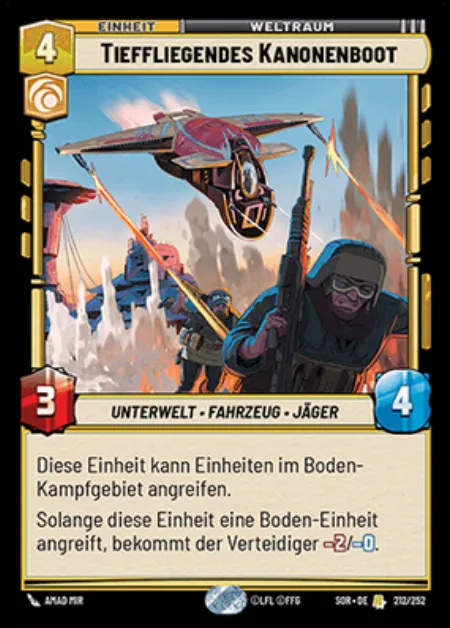 4
EINHEIT
WELTRAUM
TIEFFLIEGENDES KANONENBOOT
3
UNTERWELT • FAHRZEUG • JÄGER
4
Diese Einheit kann Einheiten im Boden-
Kampfgebiet angreifen.
Solange diese Einheit eine Boden-Einheit
angreift, bekommt der Verteidiger -2/-0.
AMAD MIR
©LFL ©FFG
SOR • DE
R
212/252